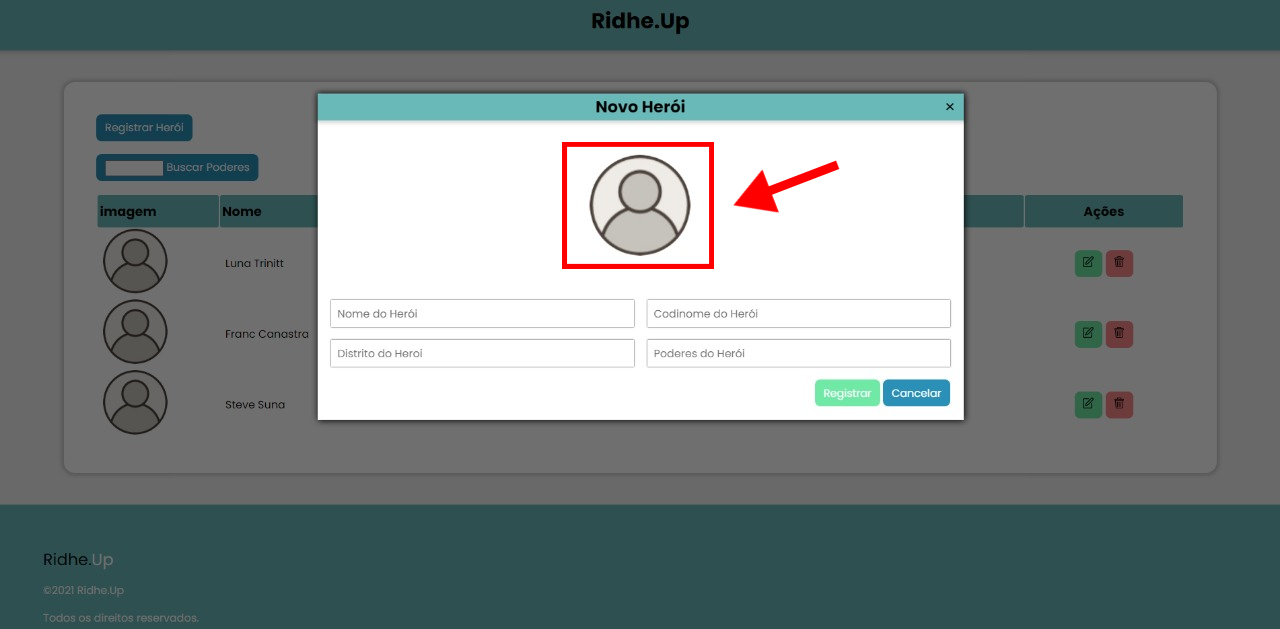 Ridhe.Up
Novo Herói ×
Registrar Herói
Buscar Poderes
imagem Nome Ações
Luna Trinitt
Franc Canastra
Steve Suna
Nome do Herói Codinome do Herói
Distrito do Heroi Poderes do Herói
Registrar Cancelar
Ridhe.Up
©2021 Ridhe.Up
Todos os direitos reservados.